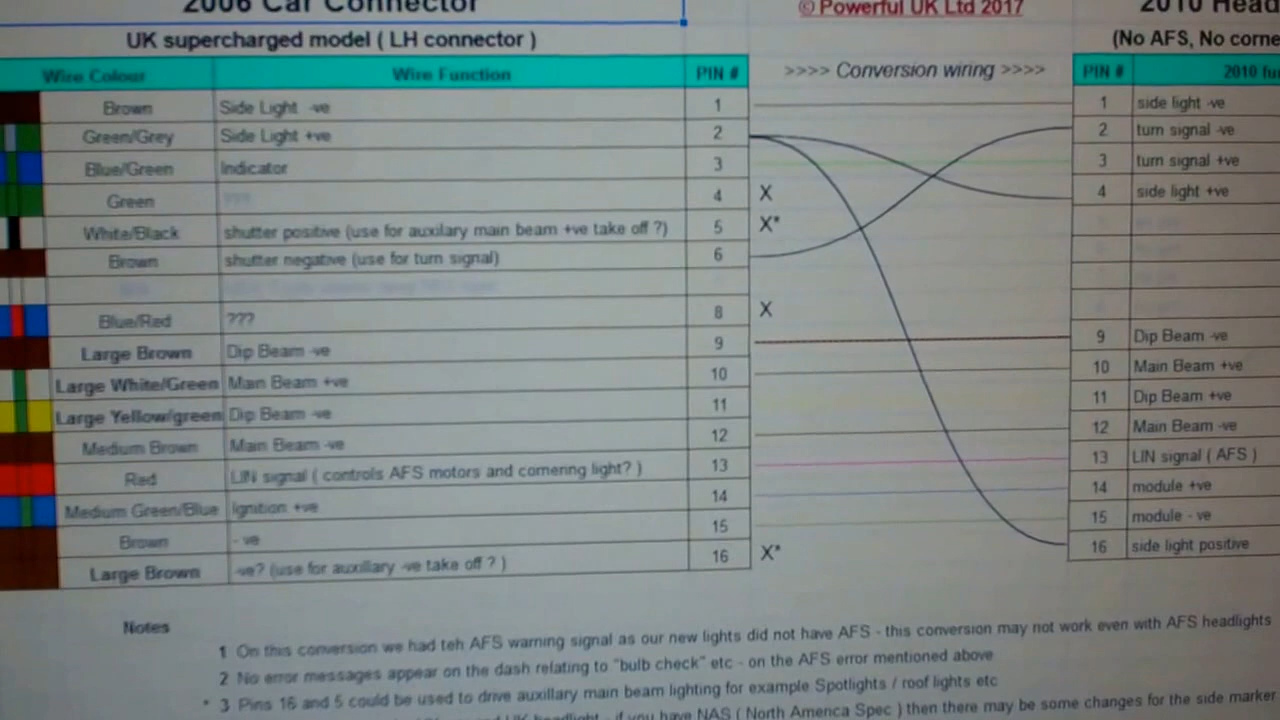 2006 Car Connector © Powerful UK Ltd 2017 2010 Head
UK supercharged model ( LH connector ) (No AFS, No corne
Wire Colour Wire Function PIN # >>>> Conversion wiring >>>> PIN # 2010 fu
Brown Side Light -ve 1 1 side light -ve
Green/Grey Side Light +ve 2 2 turn signal -ve
Blue/Green Indicator 3 3 turn signal +ve
Green ??? 4 X 4 side light +ve
White/Black shutter positive (use for auxilary main beam +ve take off ?) 5 X*
Brown shutter negative (use for turn signal) 6
Blue/Red ??? 8 X
Large Brown Dip Beam -ve 9 9 Dip Beam -ve
Large White/Green Main Beam +ve 10 10 Main Beam +ve
Large Yellow/green Dip Beam -ve 11 11 Dip Beam +ve
Medium Brown Main Beam -ve 12 12 Main Beam -ve
Red LIN signal ( controls AFS motors and cornering light? ) 13 13 LIN signal ( AFS )
Medium Green/Blue Ignition +ve 14 14 module +ve
Brown - ve 15 15 module - ve
Large Brown -ve? (use for auxillary -ve take off ? ) 16 X* 16 side light positive
Notes
1 On this conversion we had teh AFS warning signal as our new lights did not have AFS - this conversion may not work even with AFS headlights
2 No error messages appear on the dash relating to "bulb check" etc - on the AFS error mentioned above
* 3 Pins 16 and 5 could be used to drive auxillary main beam lighting for example Spotlights / roof lights etc
and UK headlight - if you have NAS ( North Amercia Spec ) then there may be some changes for the side marker